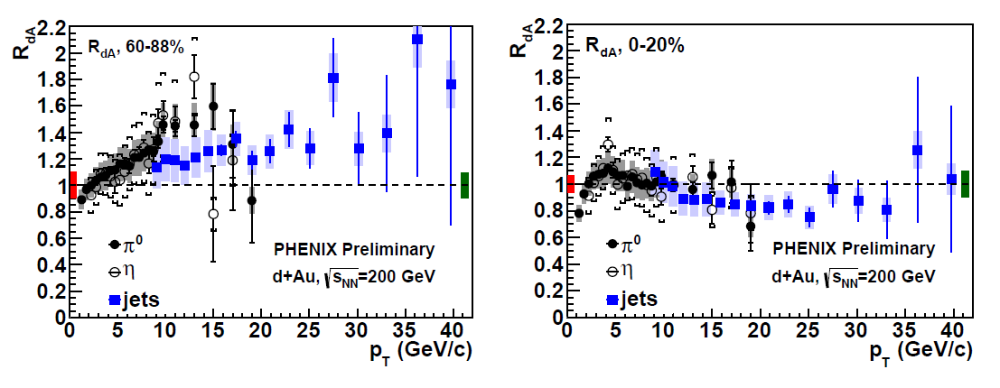 R_dA
2.2
2
1.8
1.6
1.4
1.2
1
0.8
0.6
0.4
0.2
0
R_dA, 60-88%
π⁰
η
jets
PHENIX Preliminary
d+Au, √s_NN=200 GeV
0 5 10 15 20 25 30 35 40
p_T (GeV/c)
R_dA
2.2
2
1.8
1.6
1.4
1.2
1
0.8
0.6
0.4
0.2
0
R_dA, 0-20%
π⁰
η
jets
PHENIX Preliminary
d+Au, √s_NN=200 GeV
0 5 10 15 20 25 30 35 40
p_T (GeV/c)